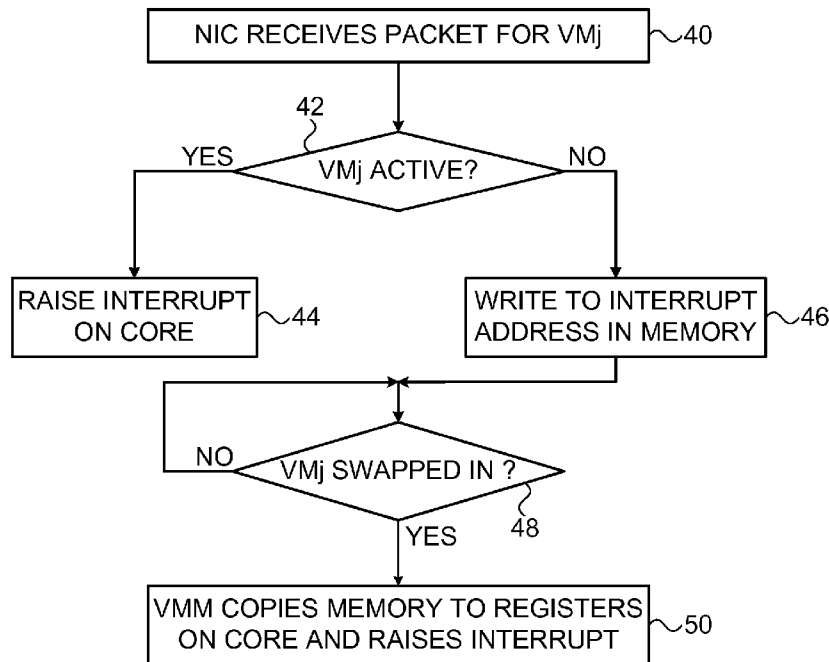 NIC RECEIVES PACKET FOR VMj
40
42
YES
VMj ACTIVE?
NO
RAISE INTERRUPT
ON CORE
44
WRITE TO INTERRUPT
ADDRESS IN MEMORY
46
NO
VMj SWAPPED IN ?
48
YES
VMM COPIES MEMORY TO REGISTERS
ON CORE AND RAISES INTERRUPT
50